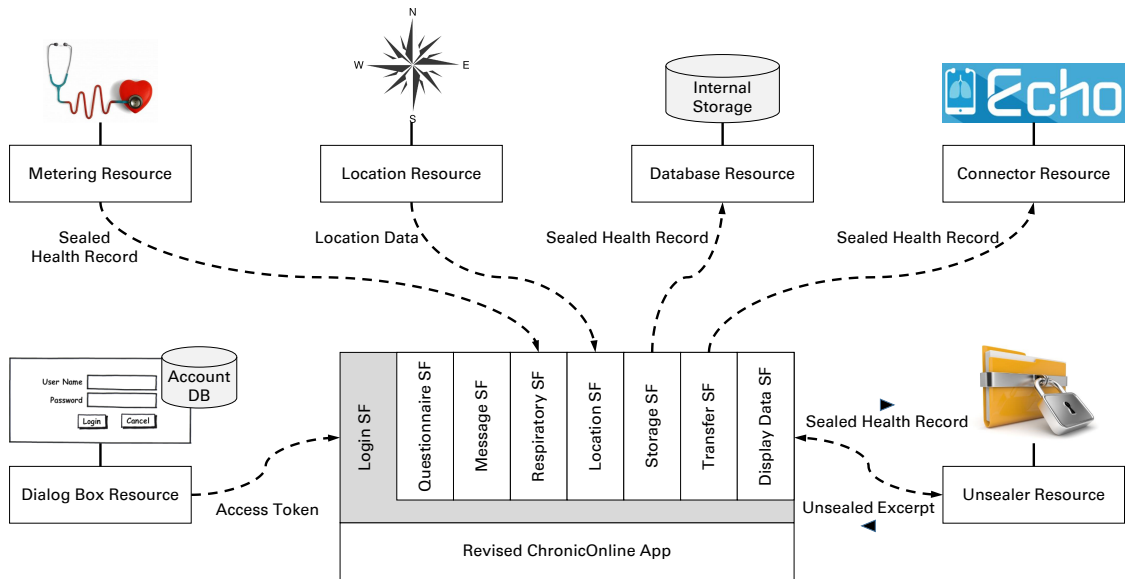 N
W
E
S
Internal
Storage
Echo
Metering Resource
Location Resource
Database Resource
Connector Resource
Sealed
Health Record
Location Data
Sealed Health Record
Sealed Health Record
User Name
Password
Login
Cancel
Account
DB
Dialog Box Resource
Access Token
Login SF
Questionnaire SF
Message SF
Respiratory SF
Location SF
Storage SF
Transfer SF
Display Data SF
Revised ChronicOnline App
Sealed Health Record
Unsealed Excerpt
Unsealer Resource